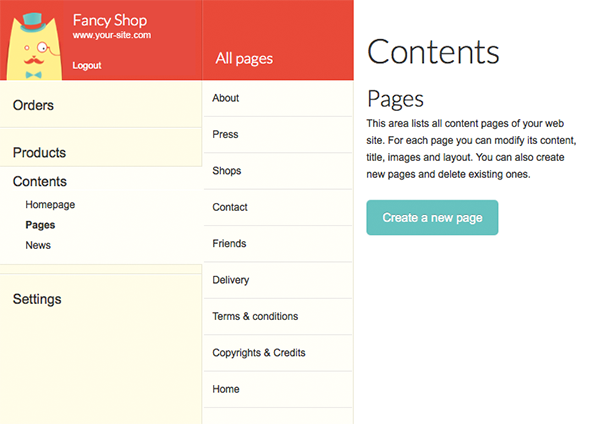 Fancy Shop
www.your-site.com
Logout
Orders
Products
Contents
Homepage
Pages
News
Settings
All pages
About
Press
Shops
Contact
Friends
Delivery
Terms & conditions
Copyrights & Credits
Home
Contents
Pages
This area lists all content pages of your web
site. For each page you can modify its content,
title, images and layout. You can also create
new pages and delete existing ones.
Create a new page